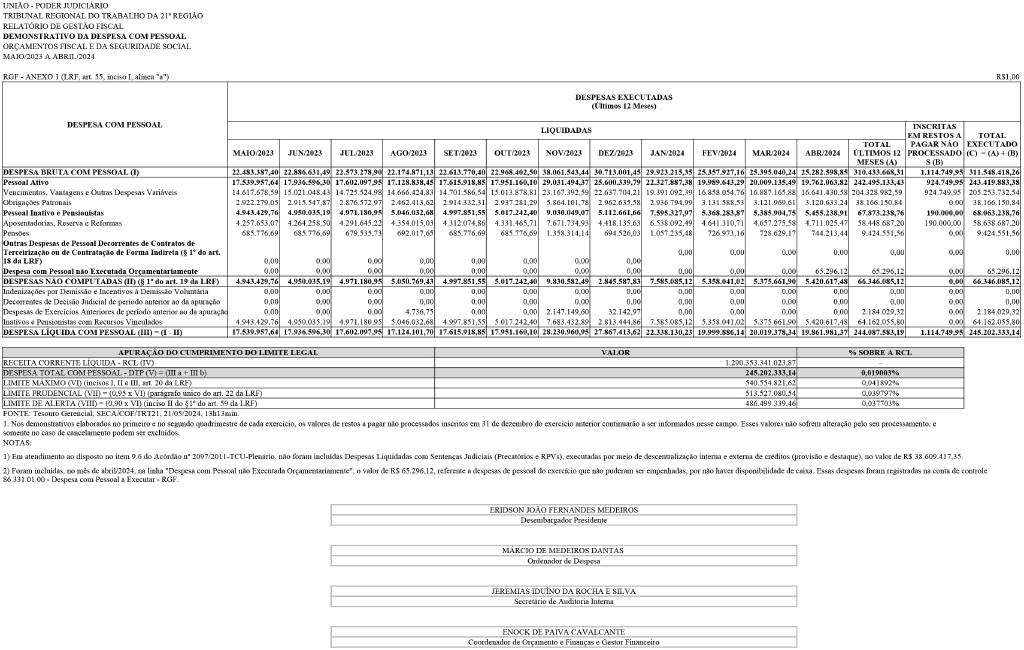 UNIÃO - PODER JUDICIÁRIO
TRIBUNAL REGIONAL DO TRABALHO DA 21ª REGIÃO
RELATÓRIO DE GESTÃO FISCAL
DEMONSTRATIVO DA DESPESA COM PESSOAL
ORÇAMENTOS FISCAL E DA SEGURIDADE SOCIAL
MAIO/2023 A ABRIL/2024
RGF - ANEXO 1 (LRF, art. 55, inciso I, alínea "a") R$1,00
DESPESA COM PESSOAL
DESPESAS EXECUTADAS
(Últimos 12 Meses)
LIQUIDADAS
INSCRITAS EM RESTOS A PAGAR NÃO PROCESSADOS (B)
TOTAL EXECUTADO (C) = (A) + (B)
MAIO/2023 JUN/2023 JUL/2023 AGO/2023 SET/2023 OUT/2023 NOV/2023 DEZ/2023 JAN/2024 FEV/2024 MAR/2024 ABR/2024 TOTAL ÚLTIMOS 12 MESES (A)
DESPESA BRUTA COM PESSOAL (I) 22.483.387,40 22.886.631,49 22.573.278,90 22.174.871,13 22.613.770,40 22.968.402,50 38.061.543,44 30.713.001,45 29.923.215,35 25.357.927,16 25.395.040,24 25.282.598,85 310.433.668,31 1.114.749,95 311.548.418,26
Pessoal Ativo 17.539.957,64 17.936.596,30 17.602.097,95 17.128.838,45 17.615.918,85 17.951.160,10 29.031.494,37 25.600.339,79 22.327.887,38 19.989.643,29 20.009.135,49 19.762.063,82 242.495.133,43 924.749,95 243.419.883,38
Vencimentos, Vantagens e Outras Despesas Variáveis 14.617.678,59 15.021.048,43 14.725.524,98 14.666.424,83 14.701.586,54 15.013.878,81 23.167.392,59 22.637.704,21 19.391.092,39 16.858.054,76 16.887.165,88 16.641.430,58 204.328.982,59 924.749,95 205.253.732,54
Obrigações Patronais 2.922.279,05 2.915.547,87 2.876.572,97 2.462.413,62 2.914.332,31 2.937.281,29 5.864.101,78 2.962.635,58 2.936.794,99 3.131.588,53 3.121.969,61 3.120.633,24 38.166.150,84 0,00 38.166.150,84
Pessoal Inativo e Pensionistas 4.943.429,76 4.950.035,19 4.971.180,95 5.046.032,68 4.997.851,55 5.017.242,40 9.030.049,07 5.112.661,66 7.595.327,97 5.368.283,87 5.385.904,75 5.455.238,91 67.873.238,76 190.000,00 68.063.238,76
Aposentadorias, Reserva e Reformas 4.257.653,07 4.264.258,50 4.291.645,22 4.354.015,03 4.312.074,86 4.331.465,71 7.671.734,93 4.418.135,63 6.538.092,49 4.641.310,71 4.657.275,58 4.711.025,47 58.448.687,20 190.000,00 58.638.687,20
Pensões 685.776,69 685.776,69 679.535,73 692.017,65 685.776,69 685.776,69 1.358.314,14 694.526,03 1.057.235,48 726.973,16 728.629,17 744.213,44 9.424.551,56 0,00 9.424.551,56
Outras Despesas de Pessoal Decorrentes de Contratos de
Terceirização ou de Contratação de Forma Indireta (§ 1º do art.
18 da LRF) 0,00 0,00 0,00 0,00 0,00 0,00 0,00 0,00 0,00 0,00 0,00 0,00 0,00 0,00 0,00
Despesa com Pessoal não Executada Orçamentariamente 0,00 0,00 0,00 0,00 0,00 0,00 0,00 0,00 0,00 0,00 0,00 65.296,12 65.296,12 65.296,12
DESPESAS NÃO COMPUTADAS (II) (§ 1º do art. 19 da LRF) 4.943.429,76 4.950.035,19 4.971.180,95 5.050.769,43 4.997.851,55 5.017.242,40 9.830.582,49 2.845.587,83 7.585.085,12 5.358.041,02 5.375.661,90 5.420.617,48 66.346.085,12 0,00 66.346.085,12
Indenizações por Demissão e Incentivos à Demissão Voluntária 0,00 0,00 0,00 0,00 0,00 0,00 0,00 0,00 0,00 0,00 0,00 0,00 0,00 0,00 0,00
Decorrentes de Decisão Judicial de período anterior ao da apuração 0,00 0,00 0,00 0,00 0,00 0,00 0,00 0,00 0,00 0,00 0,00 0,00 0,00 0,00 0,00
Despesas de Exercícios Anteriores de período anterior ao da apuração 0,00 0,00 0,00 4.736,75 0,00 0,00 2.147.149,60 32.142,97 0,00 0,00 0,00 0,00 2.184.029,32 0,00 2.184.029,32
Inativos e Pensionistas com Recursos Vinculados 4.943.429,76 4.950.035,19 4.971.180,95 5.046.032,68 4.997.851,55 5.017.242,40 7.683.432,89 2.813.444,86 7.585.085,12 5.358.041,02 5.375.661,90 5.420.617,48 64.162.055,80 0,00 64.162.055,80
DESPESA LÍQUIDA COM PESSOAL (III) = (I - II) 17.539.957,64 17.936.596,30 17.602.097,95 17.124.101,70 17.615.918,85 17.951.160,10 28.230.960,95 27.867.413,62 22.338.130,23 19.999.886,14 20.019.378,34 19.861.981,37 244.087.583,19 1.114.749,95 245.202.333,14
APURAÇÃO DO CUMPRIMENTO DO LIMITE LEGAL VALOR % SOBRE A RCL
RECEITA CORRENTE LÍQUIDA - RCL (IV) 1.290.353.341.023,87 -
DESPESA TOTAL COM PESSOAL - DTP (V) = (III a + III b) 245.202.333,14 0,019003%
LIMITE MÁXIMO (VI) (incisos I, II e III, art. 20 da LRF) 540.554.821,62 0,041892%
LIMITE PRUDENCIAL (VII) = (0,95 x VI) (parágrafo único do art. 22 da LRF) 513.527.080,54 0,039797%
LIMITE DE ALERTA (VIII) = (0,90 x VI) (inciso II do §1º do art. 59 da LRF) 486.499.339,46 0,037703%
FONTE: Tesouro Gerencial, SECA/COF/TRT21, 21/05/2024, 13h13min.
1. Nos demonstrativos elaborados no primeiro e no segundo quadrimestre de cada exercício, os valores de restos a pagar não processados inscritos em 31 de dezembro do exercício anterior continuarão a ser informados nesse campo. Esses valores não sofrem alteração pelo seu processamento, e
somente no caso de cancelamento podem ser excluídos.
NOTAS:
1) Em atendimento ao disposto no item 9.6 do Acórdão nº 2097/2011-TCU-Plenário, não foram incluídas Despesas Liquidadas com Sentenças Judiciais (Precatórios e RPVs), executadas por meio de descentralização interna e externa de créditos (provisão e destaque), no valor de R$ 38.609.417,35.
2) Foram incluídas, no mês de abril/2024, na linha "Despesa com Pessoal não Executada Orçamentariamente", o valor de R$ 65.296,12, referente a despesas de pessoal do exercício que não puderam ser empenhadas, por não haver disponibilidade de caixa. Essas despesas foram registradas na conta de controle
86.331.01.00 - Despesa com Pessoal a Executar - RGF.
ERIDSON JOÃO FERNANDES MEDEIROS
Desembargador Presidente
MÁRCIO DE MEDEIROS DANTAS
Ordenador de Despesa
JEREMIAS IDUÍNO DA ROCHA E SILVA
Secretário de Auditoria Interna
ENOCK DE PAIVA CAVALCANTE
Coordenador de Orçamento e Finanças e Gestor Financeiro